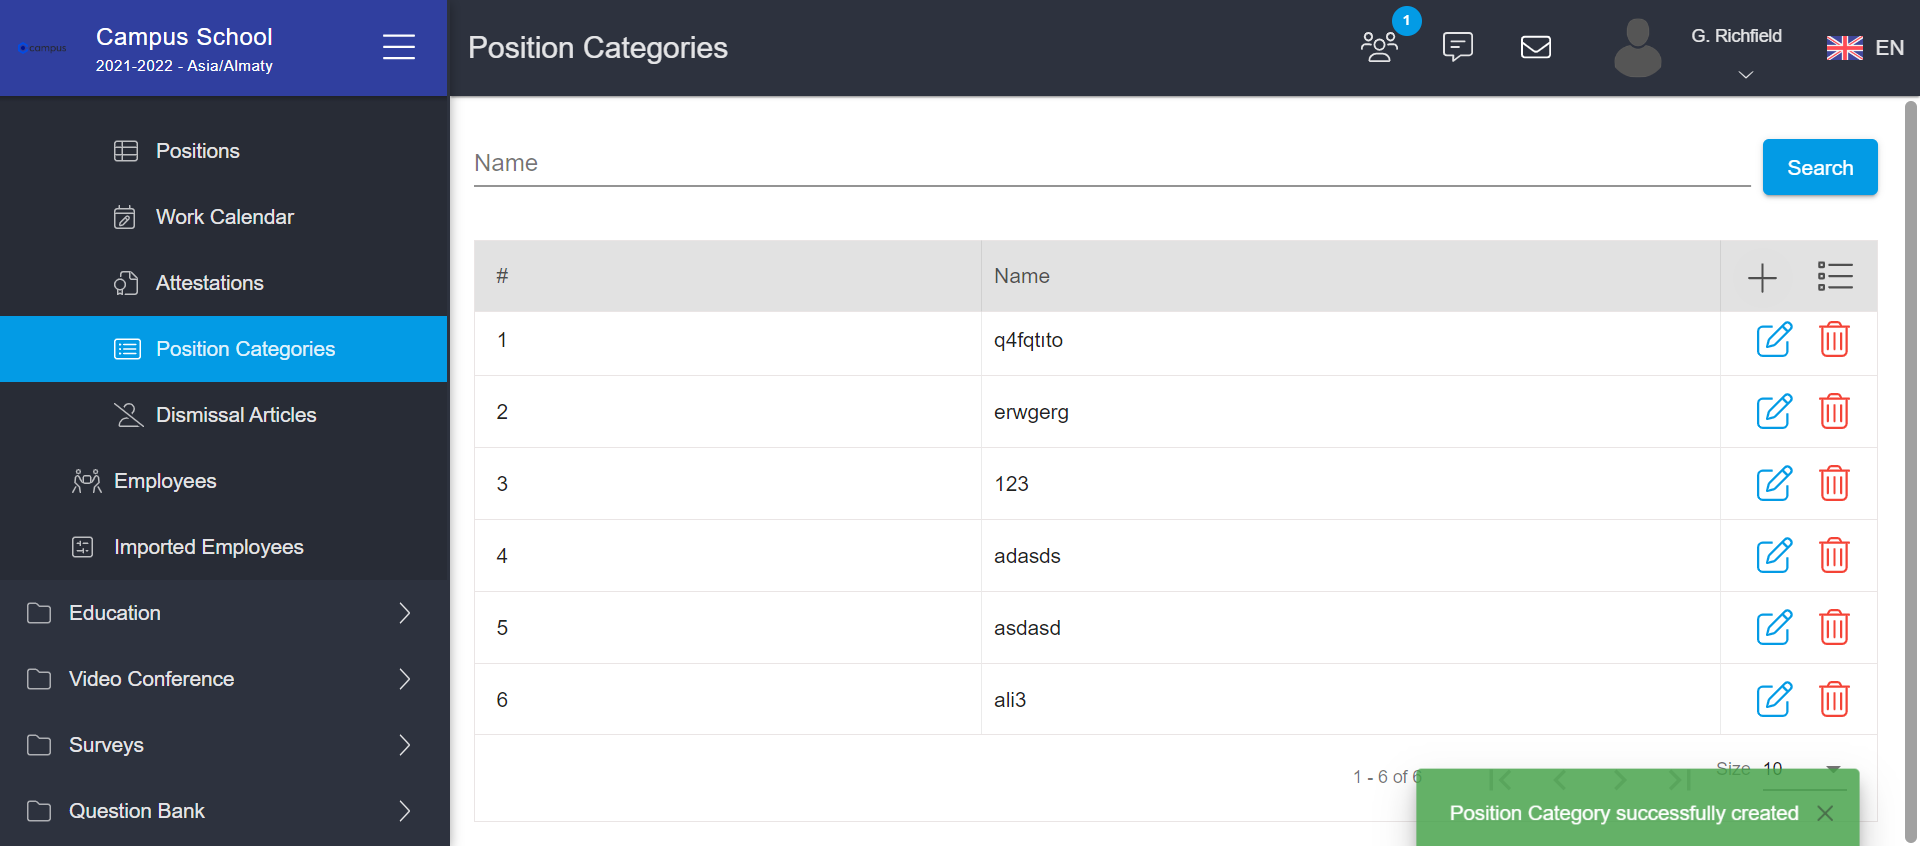 campus
Campus School
2021-2022 - Asia/Almaty
Position Categories
1
G. Richfield
EN
Positions
Work Calendar
Attestations
Position Categories
Dismissal Articles
Employees
Imported Employees
Education
Video Conference
Surveys
Question Bank
Name
Search
# Name
1 q4fqtıto
2 erwgerg
3 123
4 adasds
5 asdasd
6 ali3
1 - 6 of 6
Size 10
Position Category successfully created